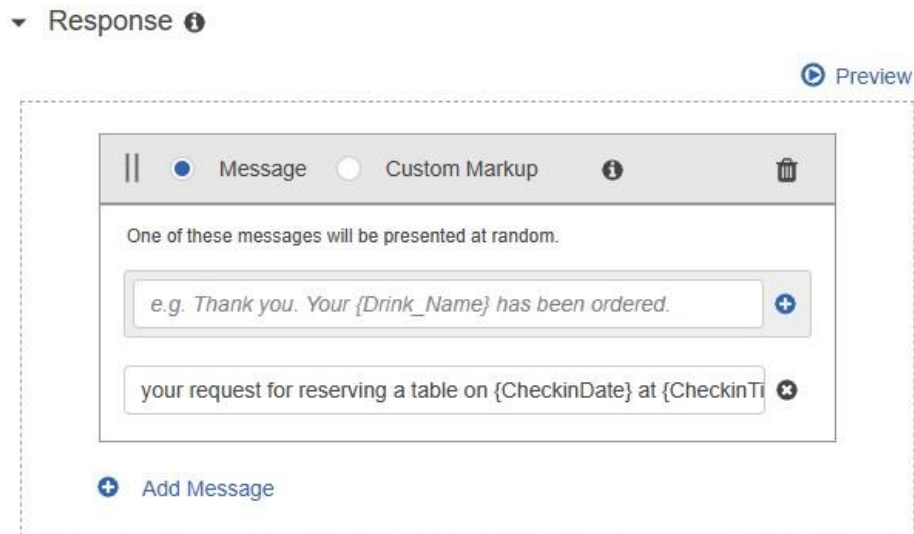 Response
Preview
Message Custom Markup
One of these messages will be presented at random.
e.g. Thank you. Your {Drink_Name} has been ordered.
your request for reserving a table on {CheckinDate} at {CheckinTi
Add Message